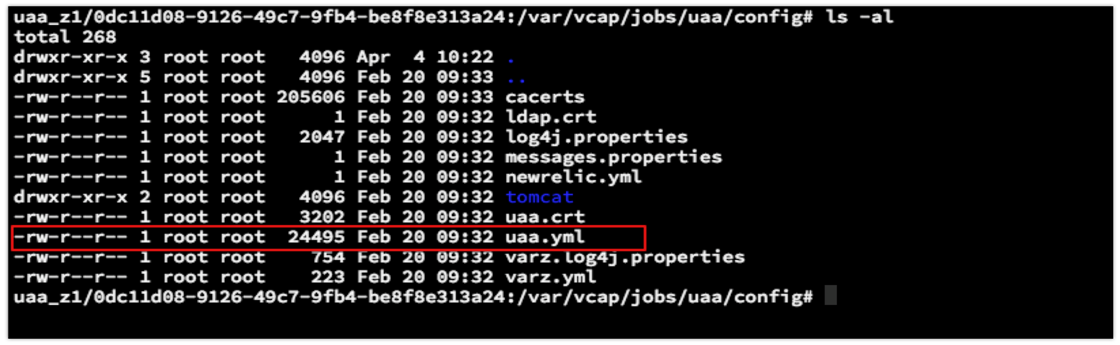 uaa_z1/0dc11d08-9126-49c7-9fb4-be8f8e313a24:/var/vcap/jobs/uaa/config# ls -al
total 268
drwxr-xr-x 3 root root   4096 Apr  4 10:22 .
drwxr-xr-x 5 root root   4096 Feb 20 09:33 ..
-rw-r--r-- 1 root root 205606 Feb 20 09:33 cacerts
-rw-r--r-- 1 root root      1 Feb 20 09:32 ldap.crt
-rw-r--r-- 1 root root   2047 Feb 20 09:32 log4j.properties
-rw-r--r-- 1 root root      1 Feb 20 09:32 messages.properties
-rw-r--r-- 1 root root      1 Feb 20 09:32 newrelic.yml
drwxr-xr-x 2 root root   4096 Feb 20 09:32 tomcat
-rw-r--r-- 1 root root   3202 Feb 20 09:32 uaa.crt
-rw-r--r-- 1 root root  24495 Feb 20 09:32 uaa.yml
-rw-r--r-- 1 root root    754 Feb 20 09:32 varz.log4j.properties
-rw-r--r-- 1 root root    223 Feb 20 09:32 varz.yml
uaa_z1/0dc11d08-9126-49c7-9fb4-be8f8e313a24:/var/vcap/jobs/uaa/config#